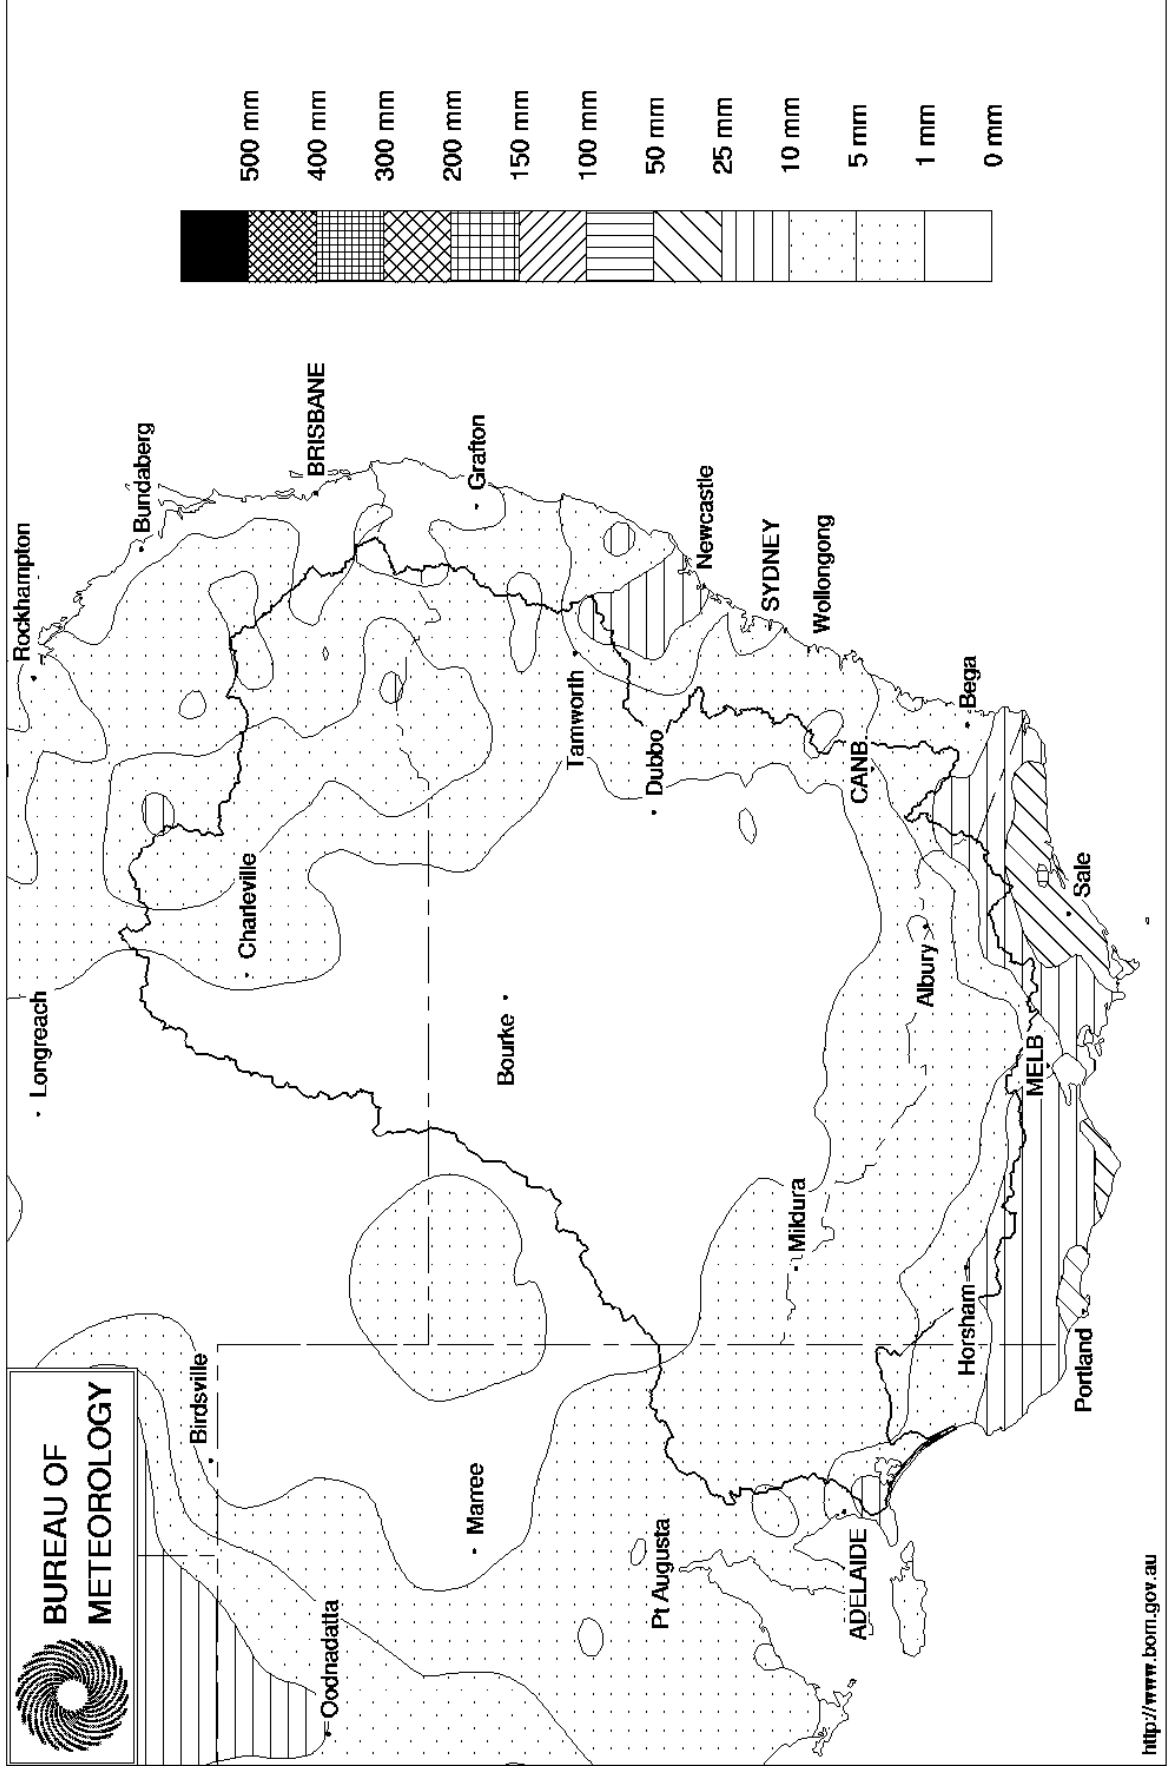 BUREAU OF
METEOROLOGY
500 mm
400 mm
300 mm
200 mm
150 mm
100 mm
50 mm
25 mm
10 mm
5 mm
1 mm
0 mm
Rockhampton
Longreach
Bundaberg
Birdsville
Charleville
BRISBANE
Oodnadatta
Grafton
Marree
Bourke
Tamworth
Dubbo
Pt Augusta
Newcastle
SYDNEY
Mildura
Wollongong
CANB.
ADELAIDE
Albury
Horsham
Bega
MELB
Sale
Portland
http://www.bom.gov.au